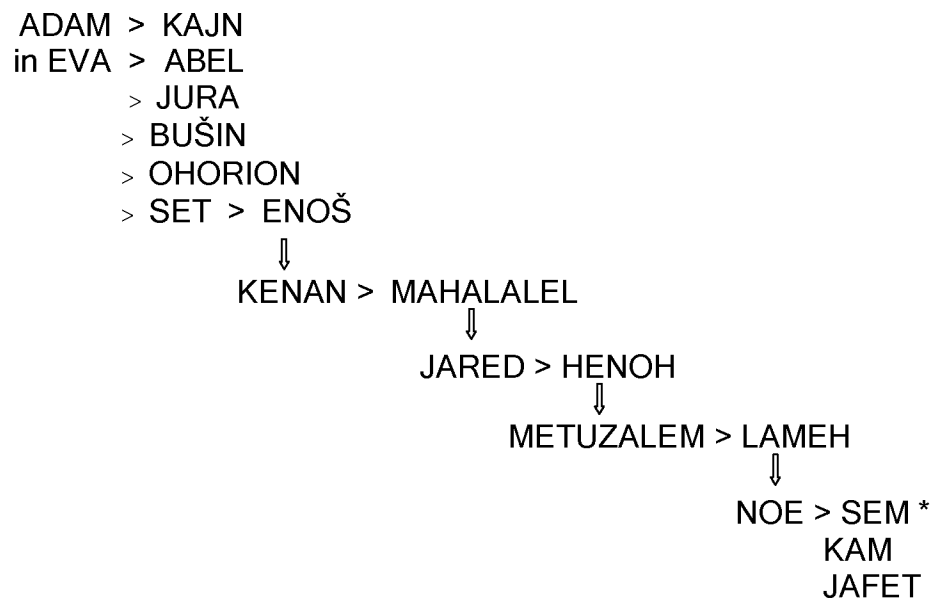 ADAM > KAJN
in EVA > ABEL
> JURA
> BUŠIN
> OHORION
> SET > ENOŠ
⇓
KENAN > MAHALALEL
⇓
JARED > HENOH
⇓
METUZALEM > LAMEH
⇓
NOE > SEM *
KAM
JAFET